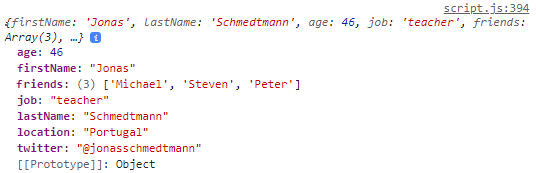 script.js:394
{firstName: 'Jonas', lastName: 'Schmedtmann', age: 46, job: 'teacher', friends:
Array(3), …} i
age: 46
firstName: "Jonas"
friends: (3) ['Michael', 'Steven', 'Peter']
job: "teacher"
lastName: "Schmedtmann"
location: "Portugal"
twitter: "@jonasschmedtmann"
[[Prototype]]: Object